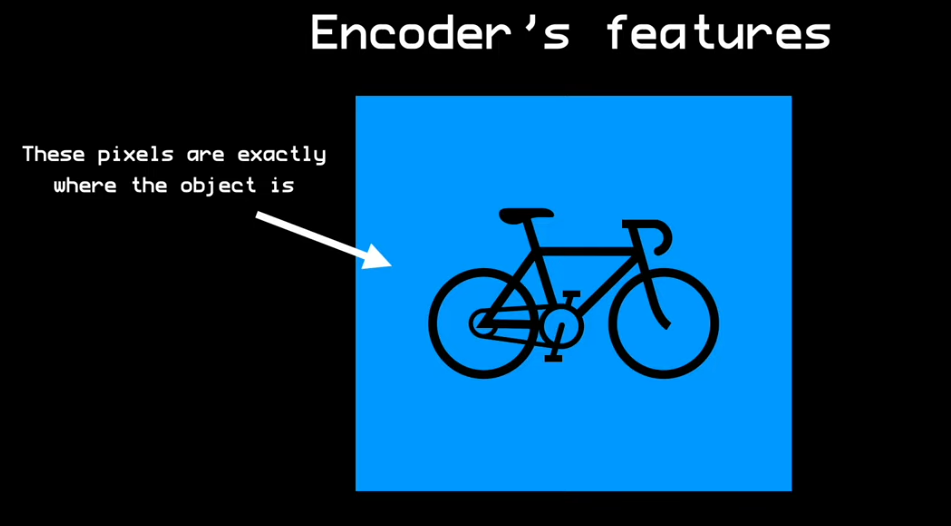 Encoder's features
These pixels are exactly
where the object is